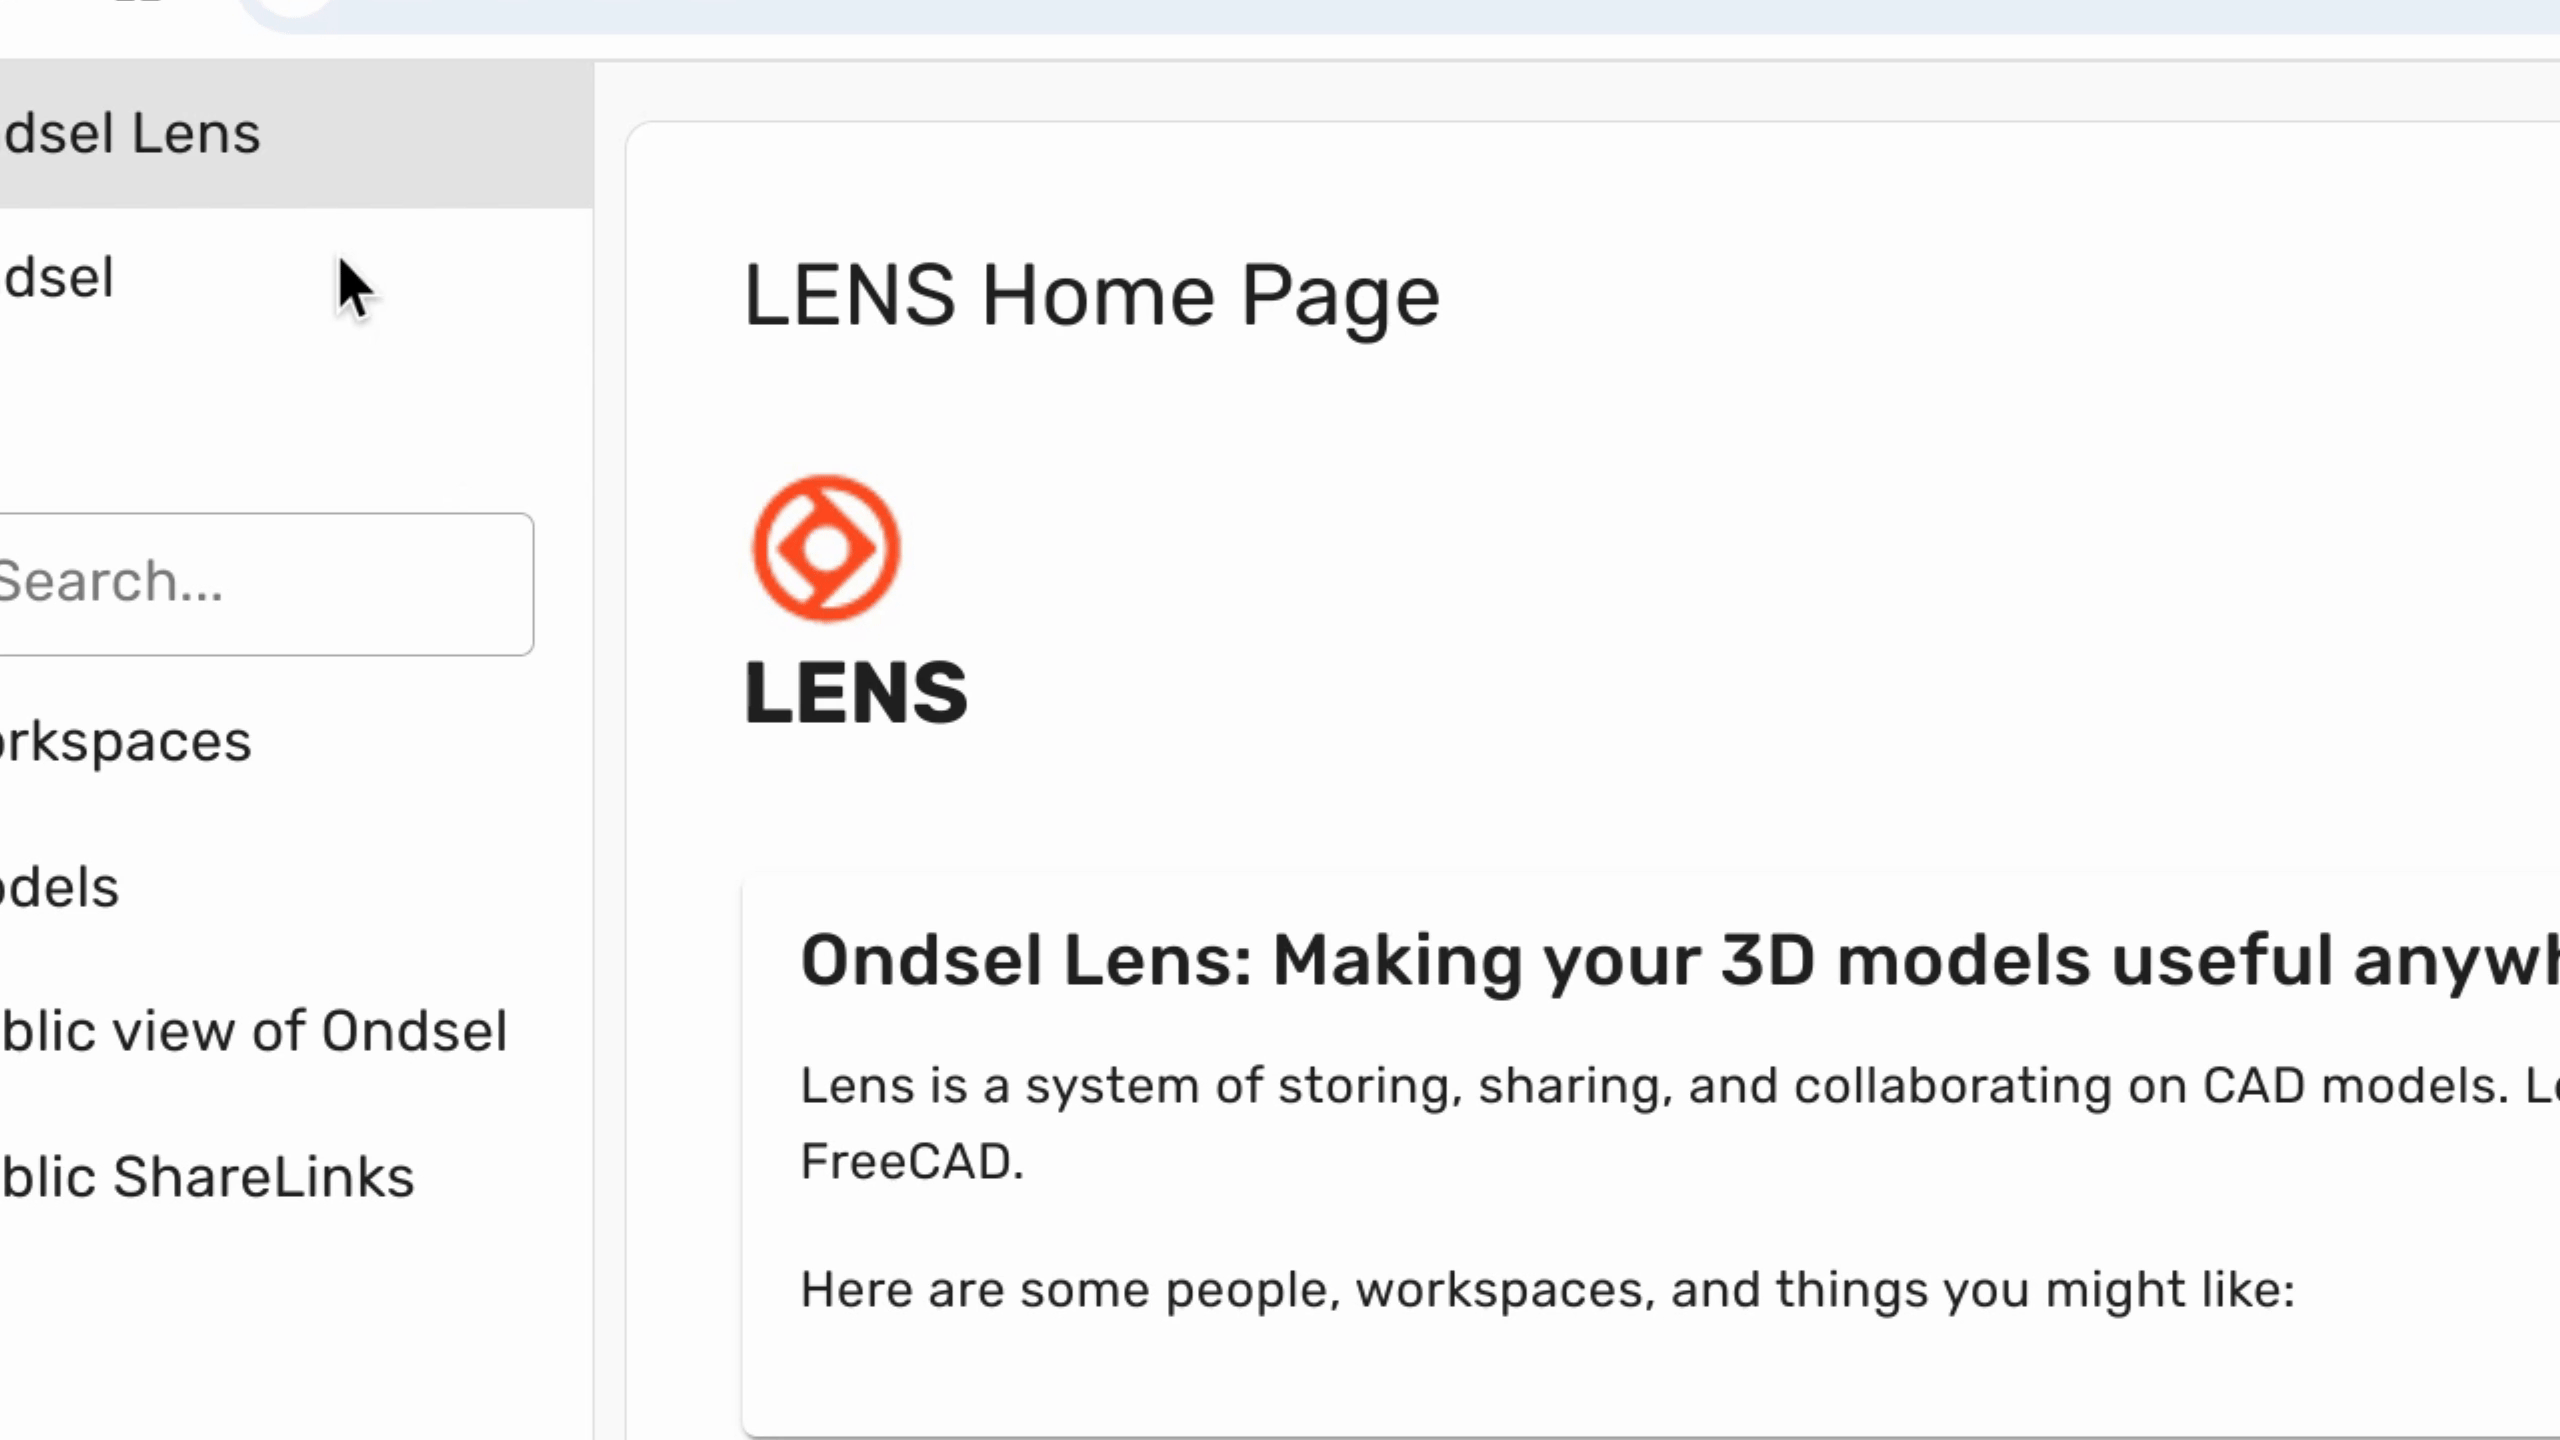 dsel Lens
dsel
Search...
orkspaces
odels
blic view of Ondsel
blic ShareLinks
LENS Home Page
LENS
Ondsel Lens: Making your 3D models useful anywh
Lens is a system of storing, sharing, and collaborating on CAD models. Le
FreeCAD.
Here are some people, workspaces, and things you might like: